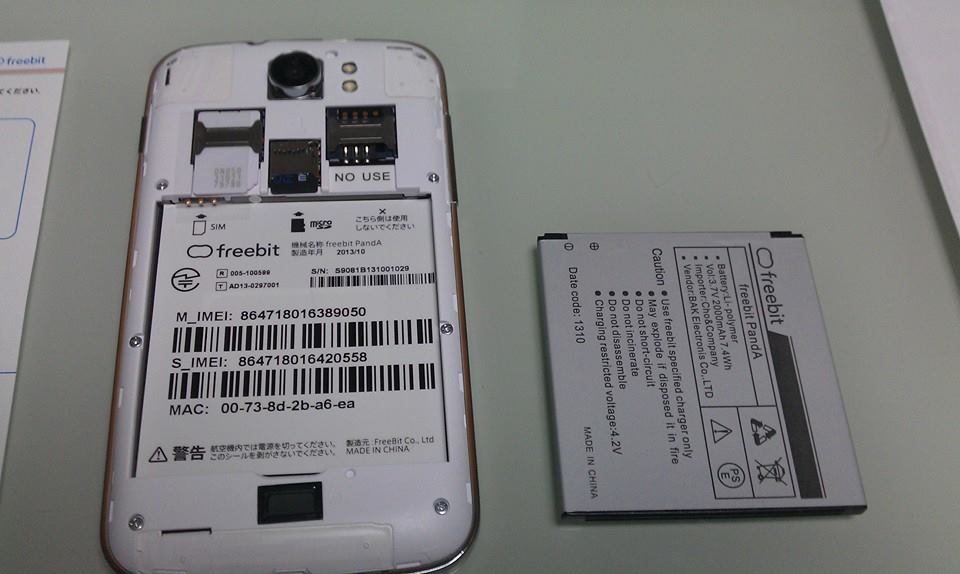 freebit
てください。
NO USE
SIM
micro
こちら側は使用
しないでください
freebit
機械名称 freebit PandA
製造年月 2013/10
R 005-100599
T AD13-0297001
S/N: S9081B131001029
M_IMEI: 864718016389050
S_IMEI: 864718016420558
MAC: 00-73-8d-2b-a6-ea
警告
航空機内では電源を切ってください。
このシールを剥がさないでください。
製造元 :FreeBit Co., Ltd
MADE IN CHINA
freebit
freebit PandA
• Battery:Li- polymer
• Vol:3.7V 2000mAh 7.4Wh
• Importer:Cho&Company
• Vendor:BAK Electronis Co.,LTD
PS
E
Caution
• Use freebit specified charger only
• May explode if disposed it in fire
• Do not short-circuit
• Do not incinerate
• Do not disassemble
• Charging restricted voltage:4.2V
Date code: 1310
MADE IN CHINA